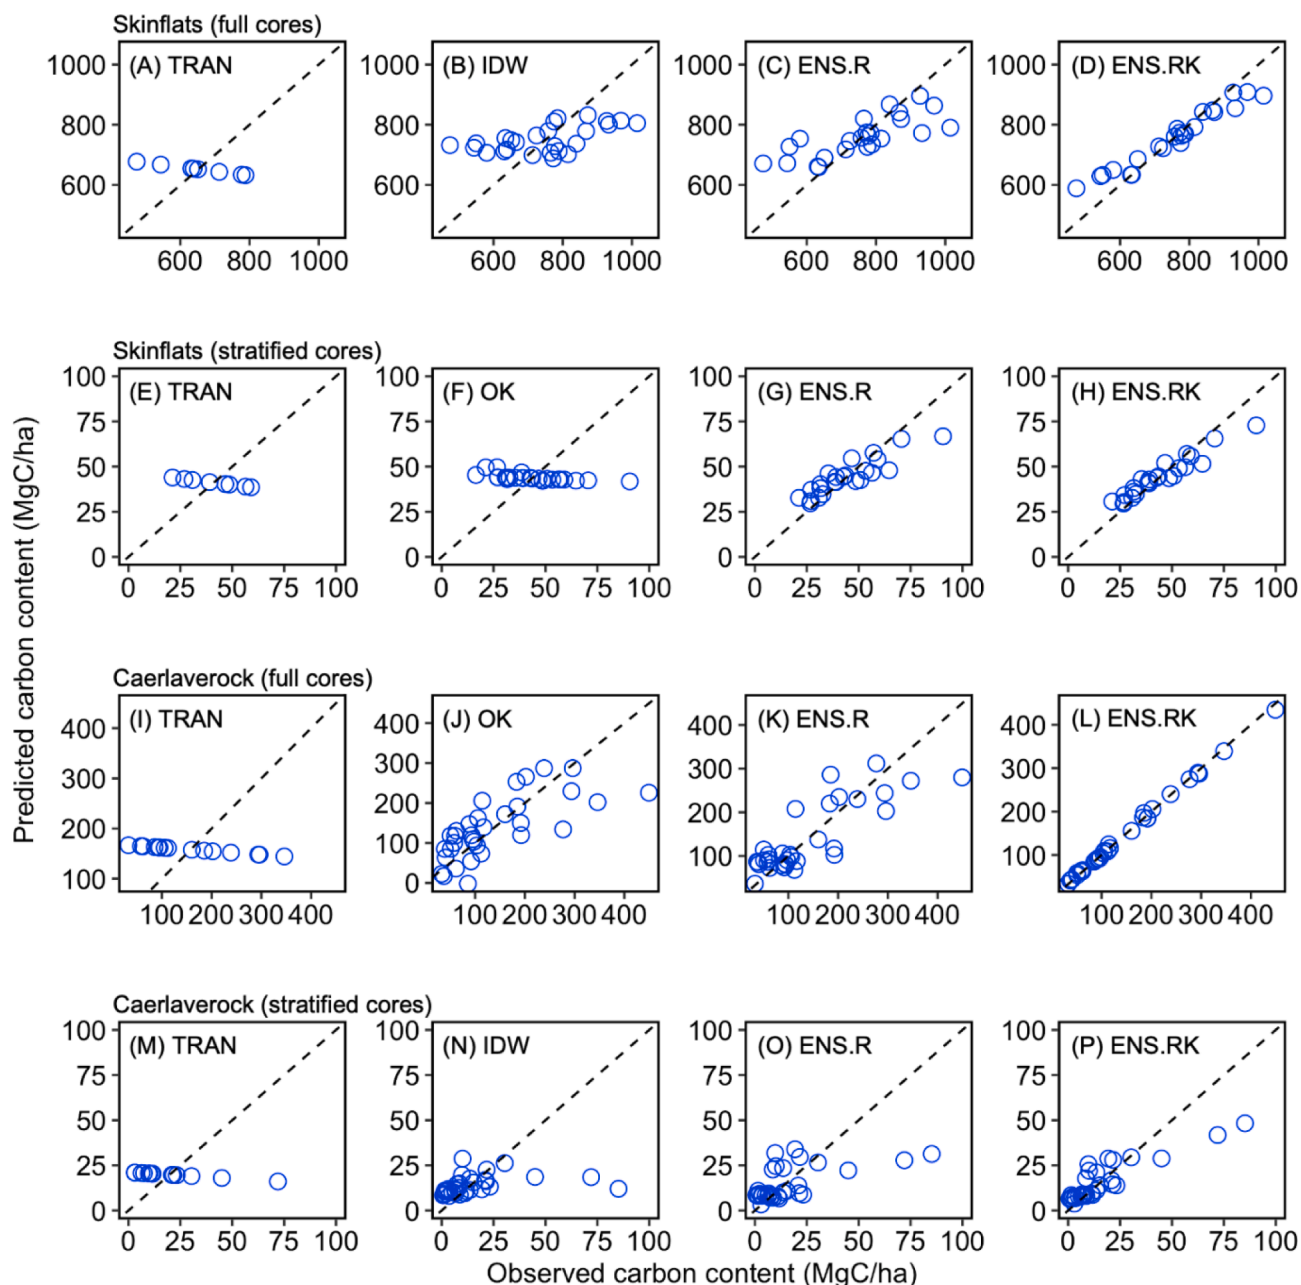 Skinflats (full cores)
(A) TRAN
(B) IDW
(C) ENS.R
(D) ENS.RK
1000
800
600
1000
800
600
1000
800
600
1000
800
600
600 800 1000
600 800 1000
600 800 1000
600 800 1000
Skinflats (stratified cores)
(E) TRAN
(F) OK
(G) ENS.R
(H) ENS.RK
100
75
50
25
0
100
75
50
25
0
100
75
50
25
0
100
75
50
25
0
0 25 50 75 100
0 25 50 75 100
0 25 50 75 100
0 25 50 75 100
Predicted carbon content (MgC/ha)
Caerlaverock (full cores)
(I) TRAN
(J) OK
(K) ENS.R
(L) ENS.RK
400
300
200
100
400
300
200
100
0
400
300
200
100
400
300
200
100
100 200 300 400
100 200 300 400
100 200 300 400
100 200 300 400
Caerlaverock (stratified cores)
(M) TRAN
(N) IDW
(O) ENS.R
(P) ENS.RK
100
75
50
25
0
100
75
50
25
0
100
75
50
25
0
100
75
50
25
0
0 25 50 75 100
0 25 50 75 100
0 25 50 75 100
0 25 50 75 100
Observed carbon content (MgC/ha)